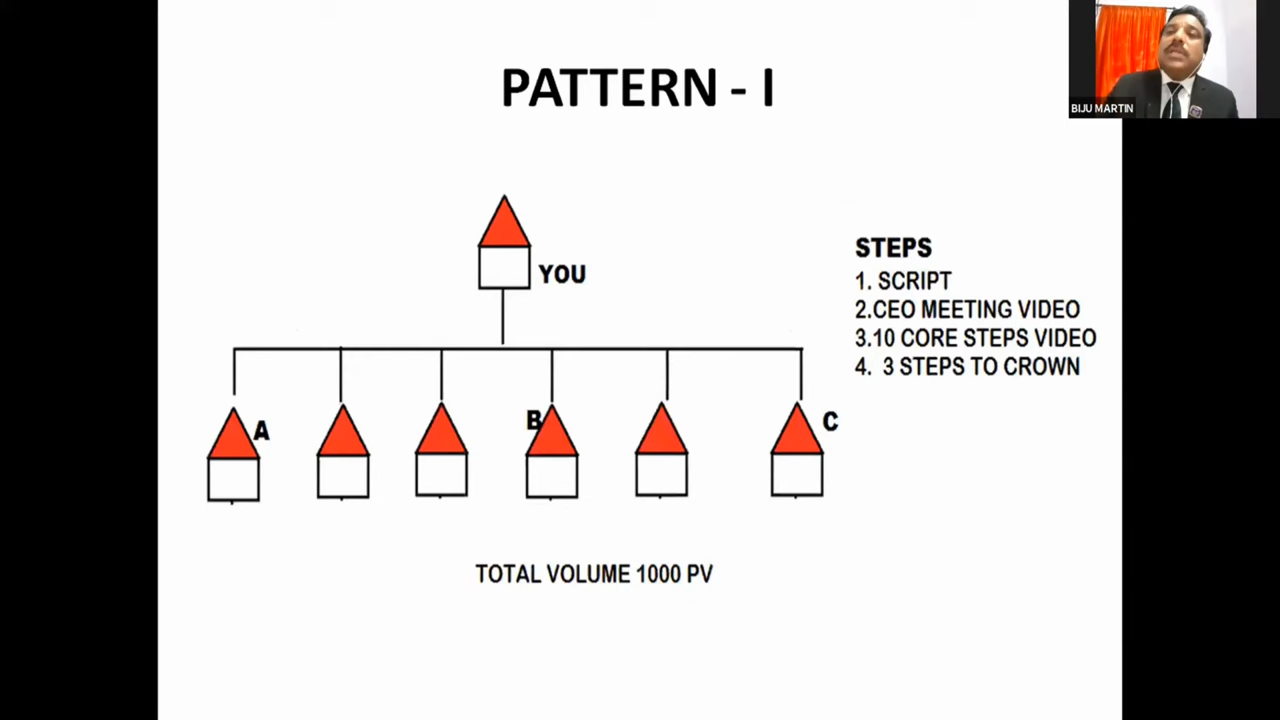 PATTERN - I
BIJU MARTIN
YOU
STEPS
1. SCRIPT
2.CEO MEETING VIDEO
3.10 CORE STEPS VIDEO
4. 3 STEPS TO CROWN
A
B
C
TOTAL VOLUME 1000 PV